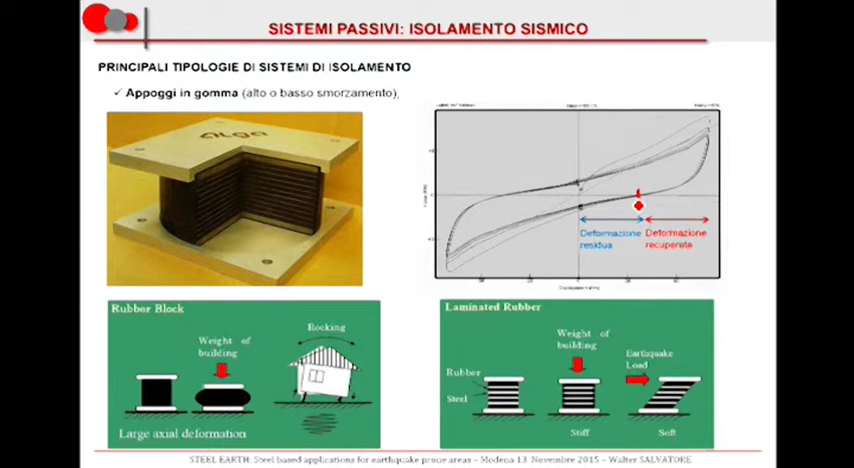 SISTEMI PASSIVI: ISOLAMENTO SISMICO
PRINCIPALI TIPOLOGIE DI SISTEMI DI ISOLAMENTO
✓ Appoggi in gomma (alto o basso smorzamento),
alga
Deformazione
residua
Deformazione
recuperata
Rubber Block
Weight of
building
Rocking
Large axial deformation
Laminated Rubber
Weight of
building
Earthquake
Load
Rubber
Steel
Stiff
Soft
STEEL EARTH: Steel based applications for earthquake prone areas – Modena 13 Novembre 2015 – Walter SALVATORE